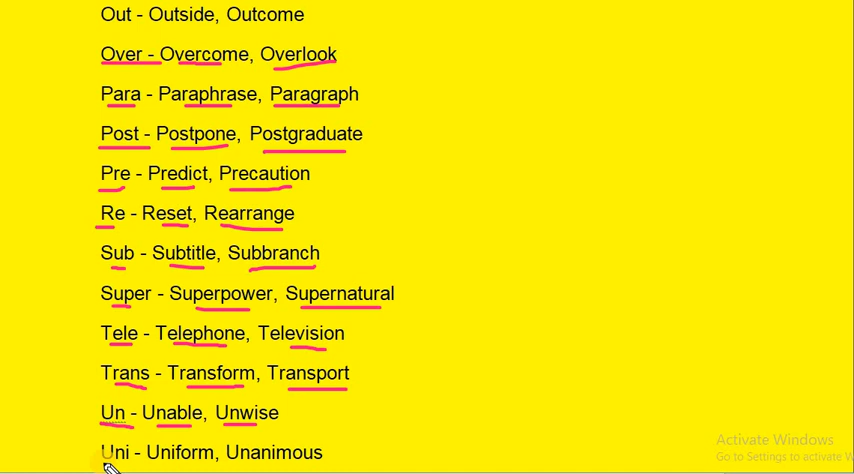 Out - Outside, Outcome
Over - Overcome, Overlook
Para - Paraphrase, Paragraph
Post - Postpone, Postgraduate
Pre - Predict, Precaution
Re - Reset, Rearrange
Sub - Subtitle, Subbranch
Super - Superpower, Supernatural
Tele - Telephone, Television
Trans - Transform, Transport
Un - Unable, Unwise
Uni - Uniform, Unanimous
Activate Windows
Go to Settings to activate W